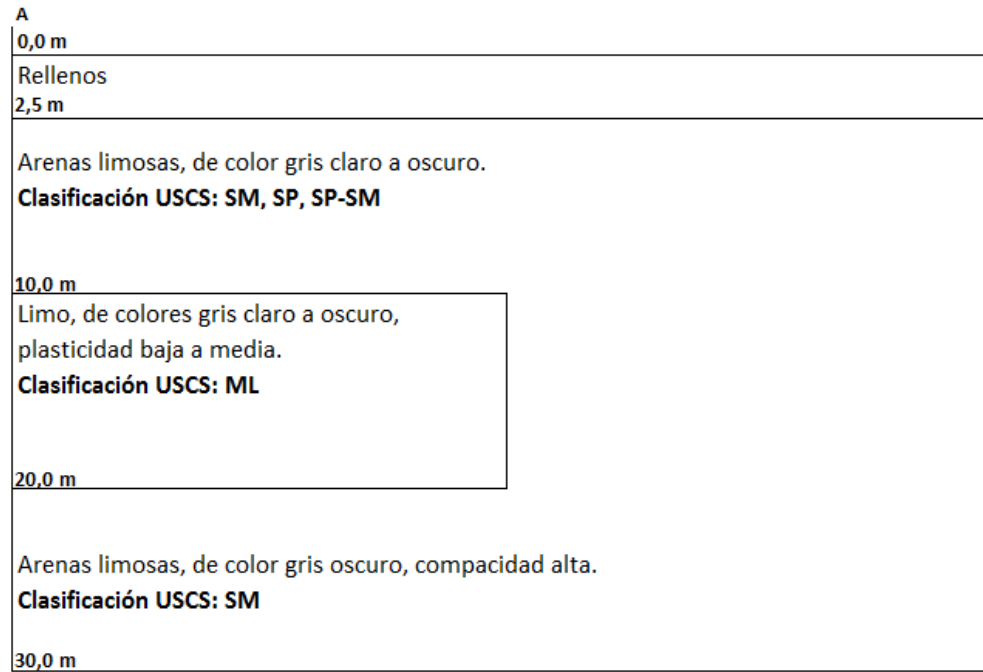 A
0,0 m
Rellenos
2,5 m
Arenas limosas, de color gris claro a oscuro.
Clasificación USCS: SM, SP, SP-SM
10,0 m
Limo, de colores gris claro a oscuro,
plasticidad baja a media.
Clasificación USCS: ML
20,0 m
Arenas limosas, de color gris oscuro, compacidad alta.
Clasificación USCS: SM
30,0 m